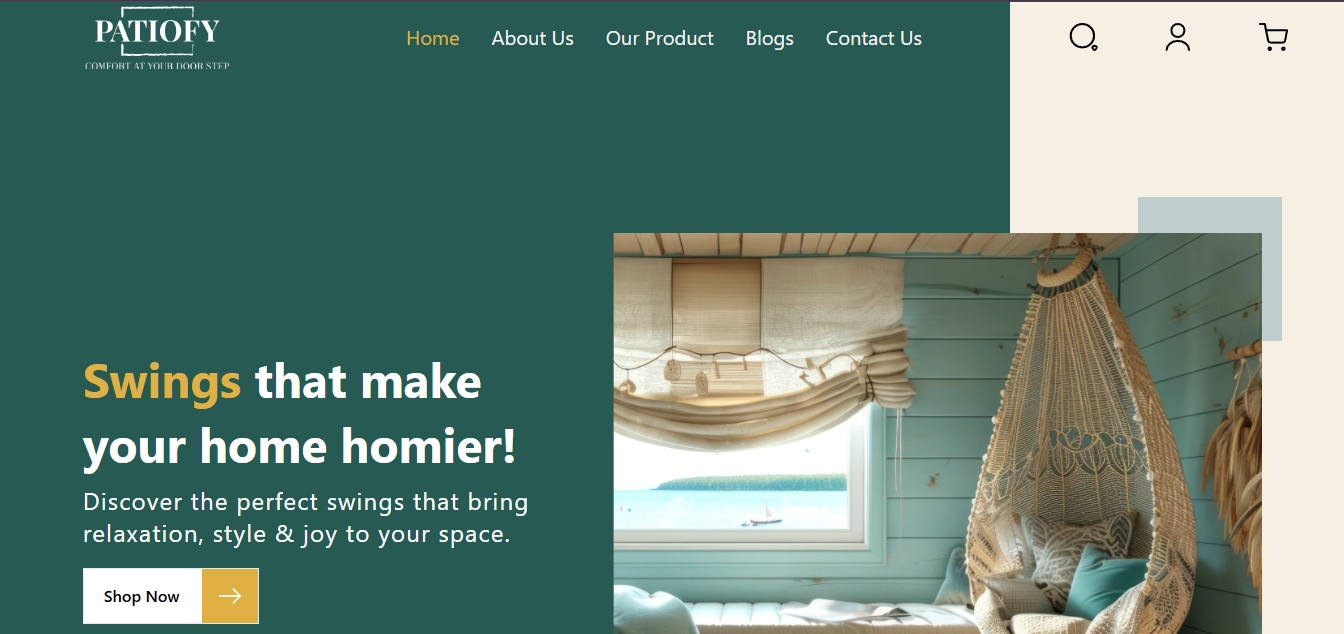 PATIOFY
COMFORT AT YOUR DOOR STEP
Home About Us Our Product Blogs Contact Us
Swings that make
your home homier!
Discover the perfect swings that bring
relaxation, style & joy to your space.
Shop Now